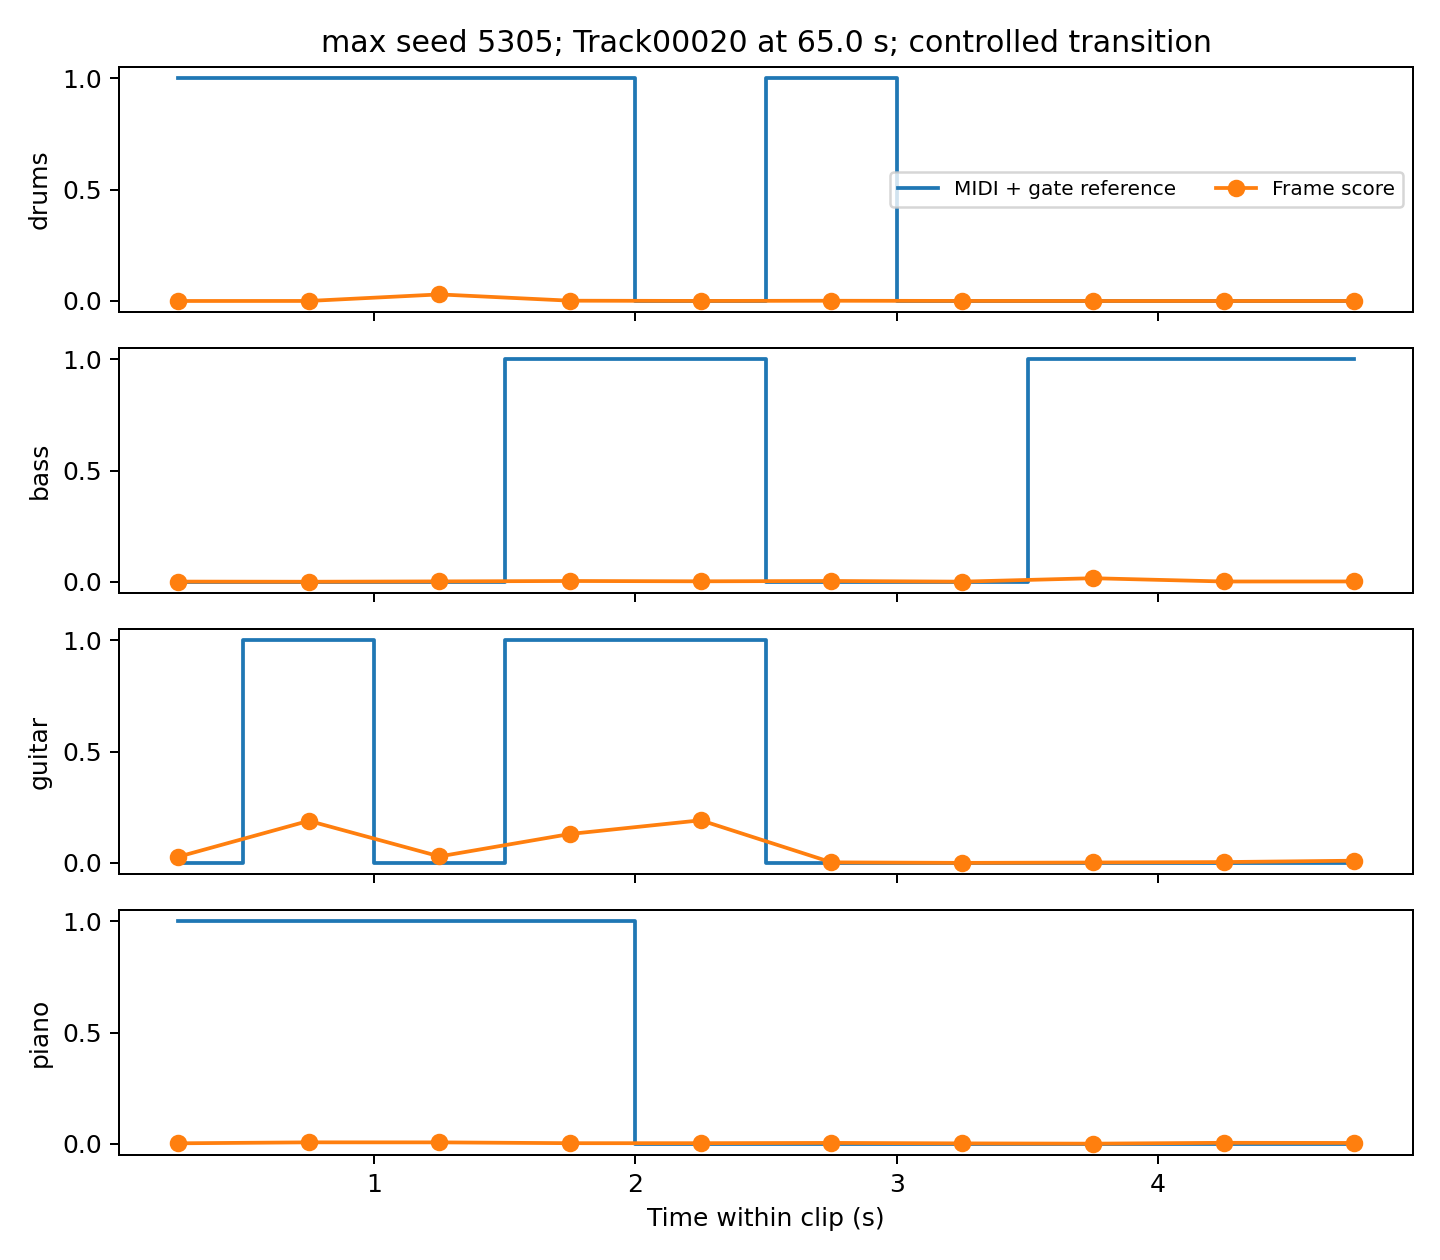 max seed 5305; Track00020 at 65.0 s; controlled transition
1.0
0.5
0.0
drums
MIDI + gate reference
Frame score
1.0
0.5
0.0
bass
1.0
0.5
0.0
guitar
1.0
0.5
0.0
piano
1 2 3 4
Time within clip (s)